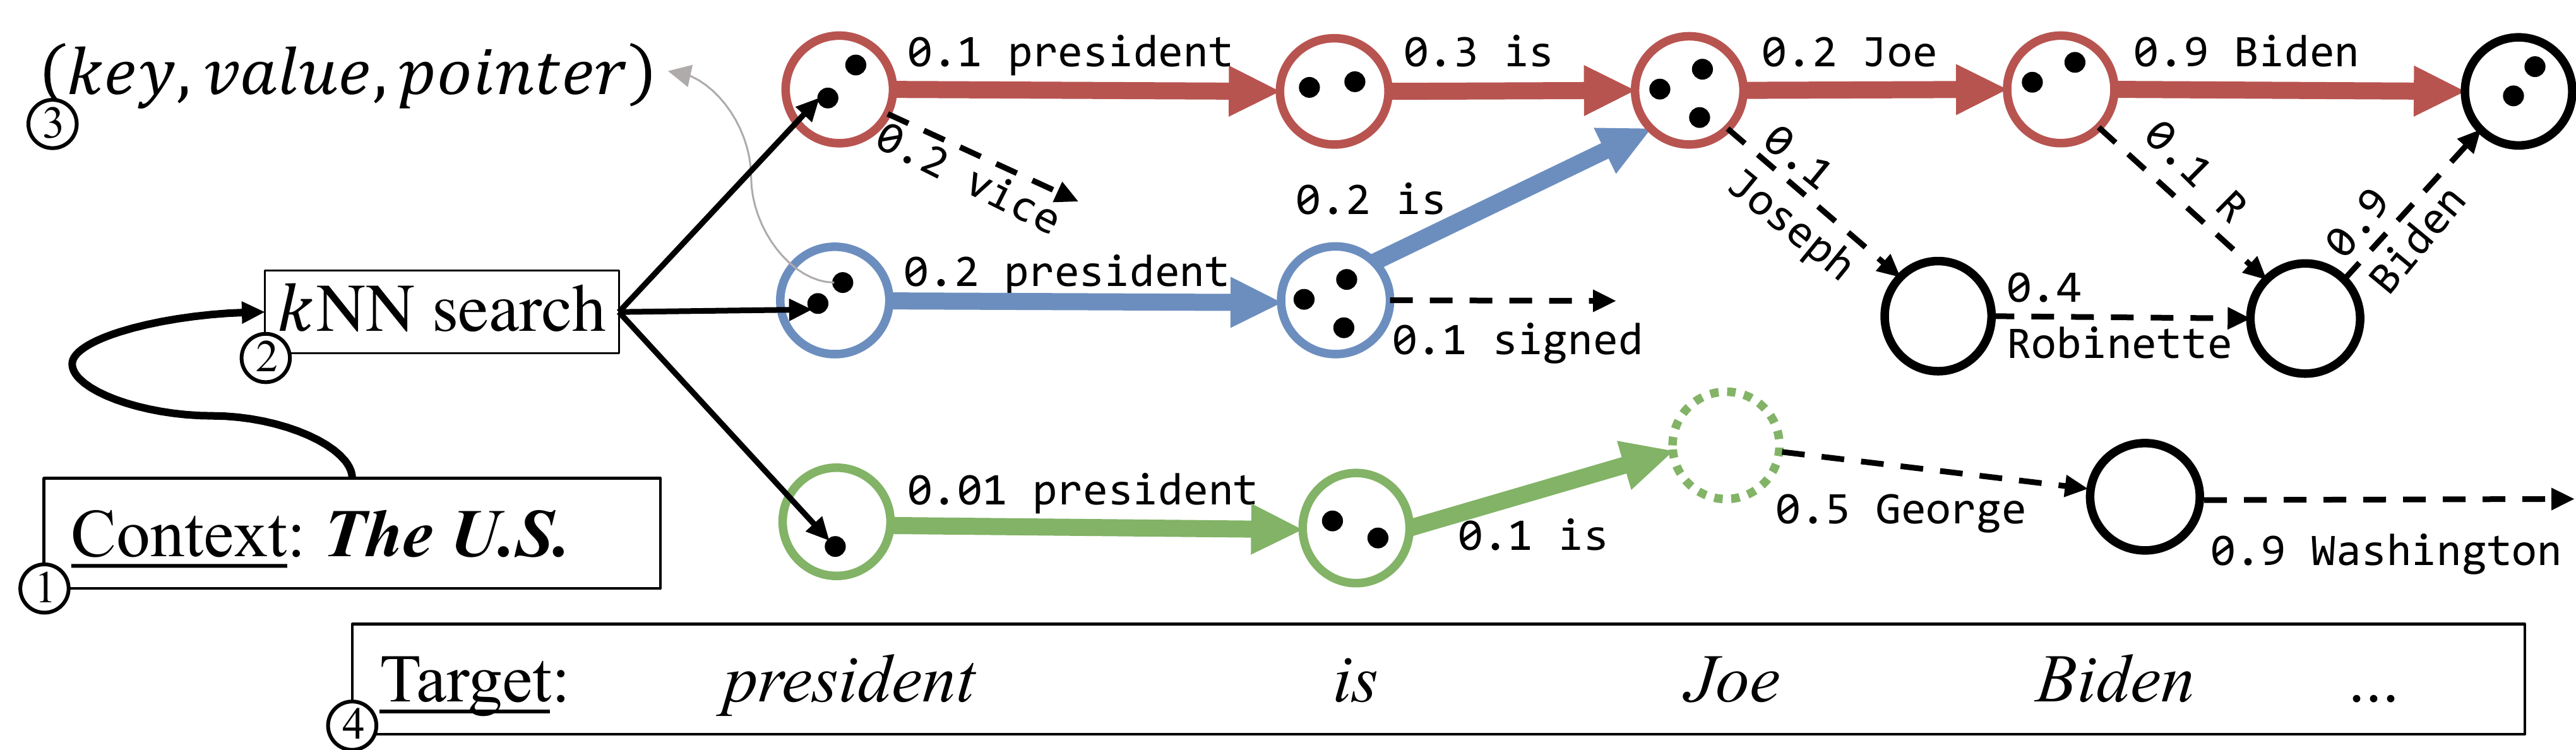 (key, value, pointer)
3
0.1 president
0.3 is
0.2 Joe
0.9 Biden
0.2 vice
0.1 Joseph
0.1 R
0.9 Biden
0.2 is
kNN search
2
0.2 president
0.1 signed
0.4
Robinette
Context: The U.S.
1
0.01 president
0.1 is
0.5 George
0.9 Washington
Target: president is Joe Biden ...
4